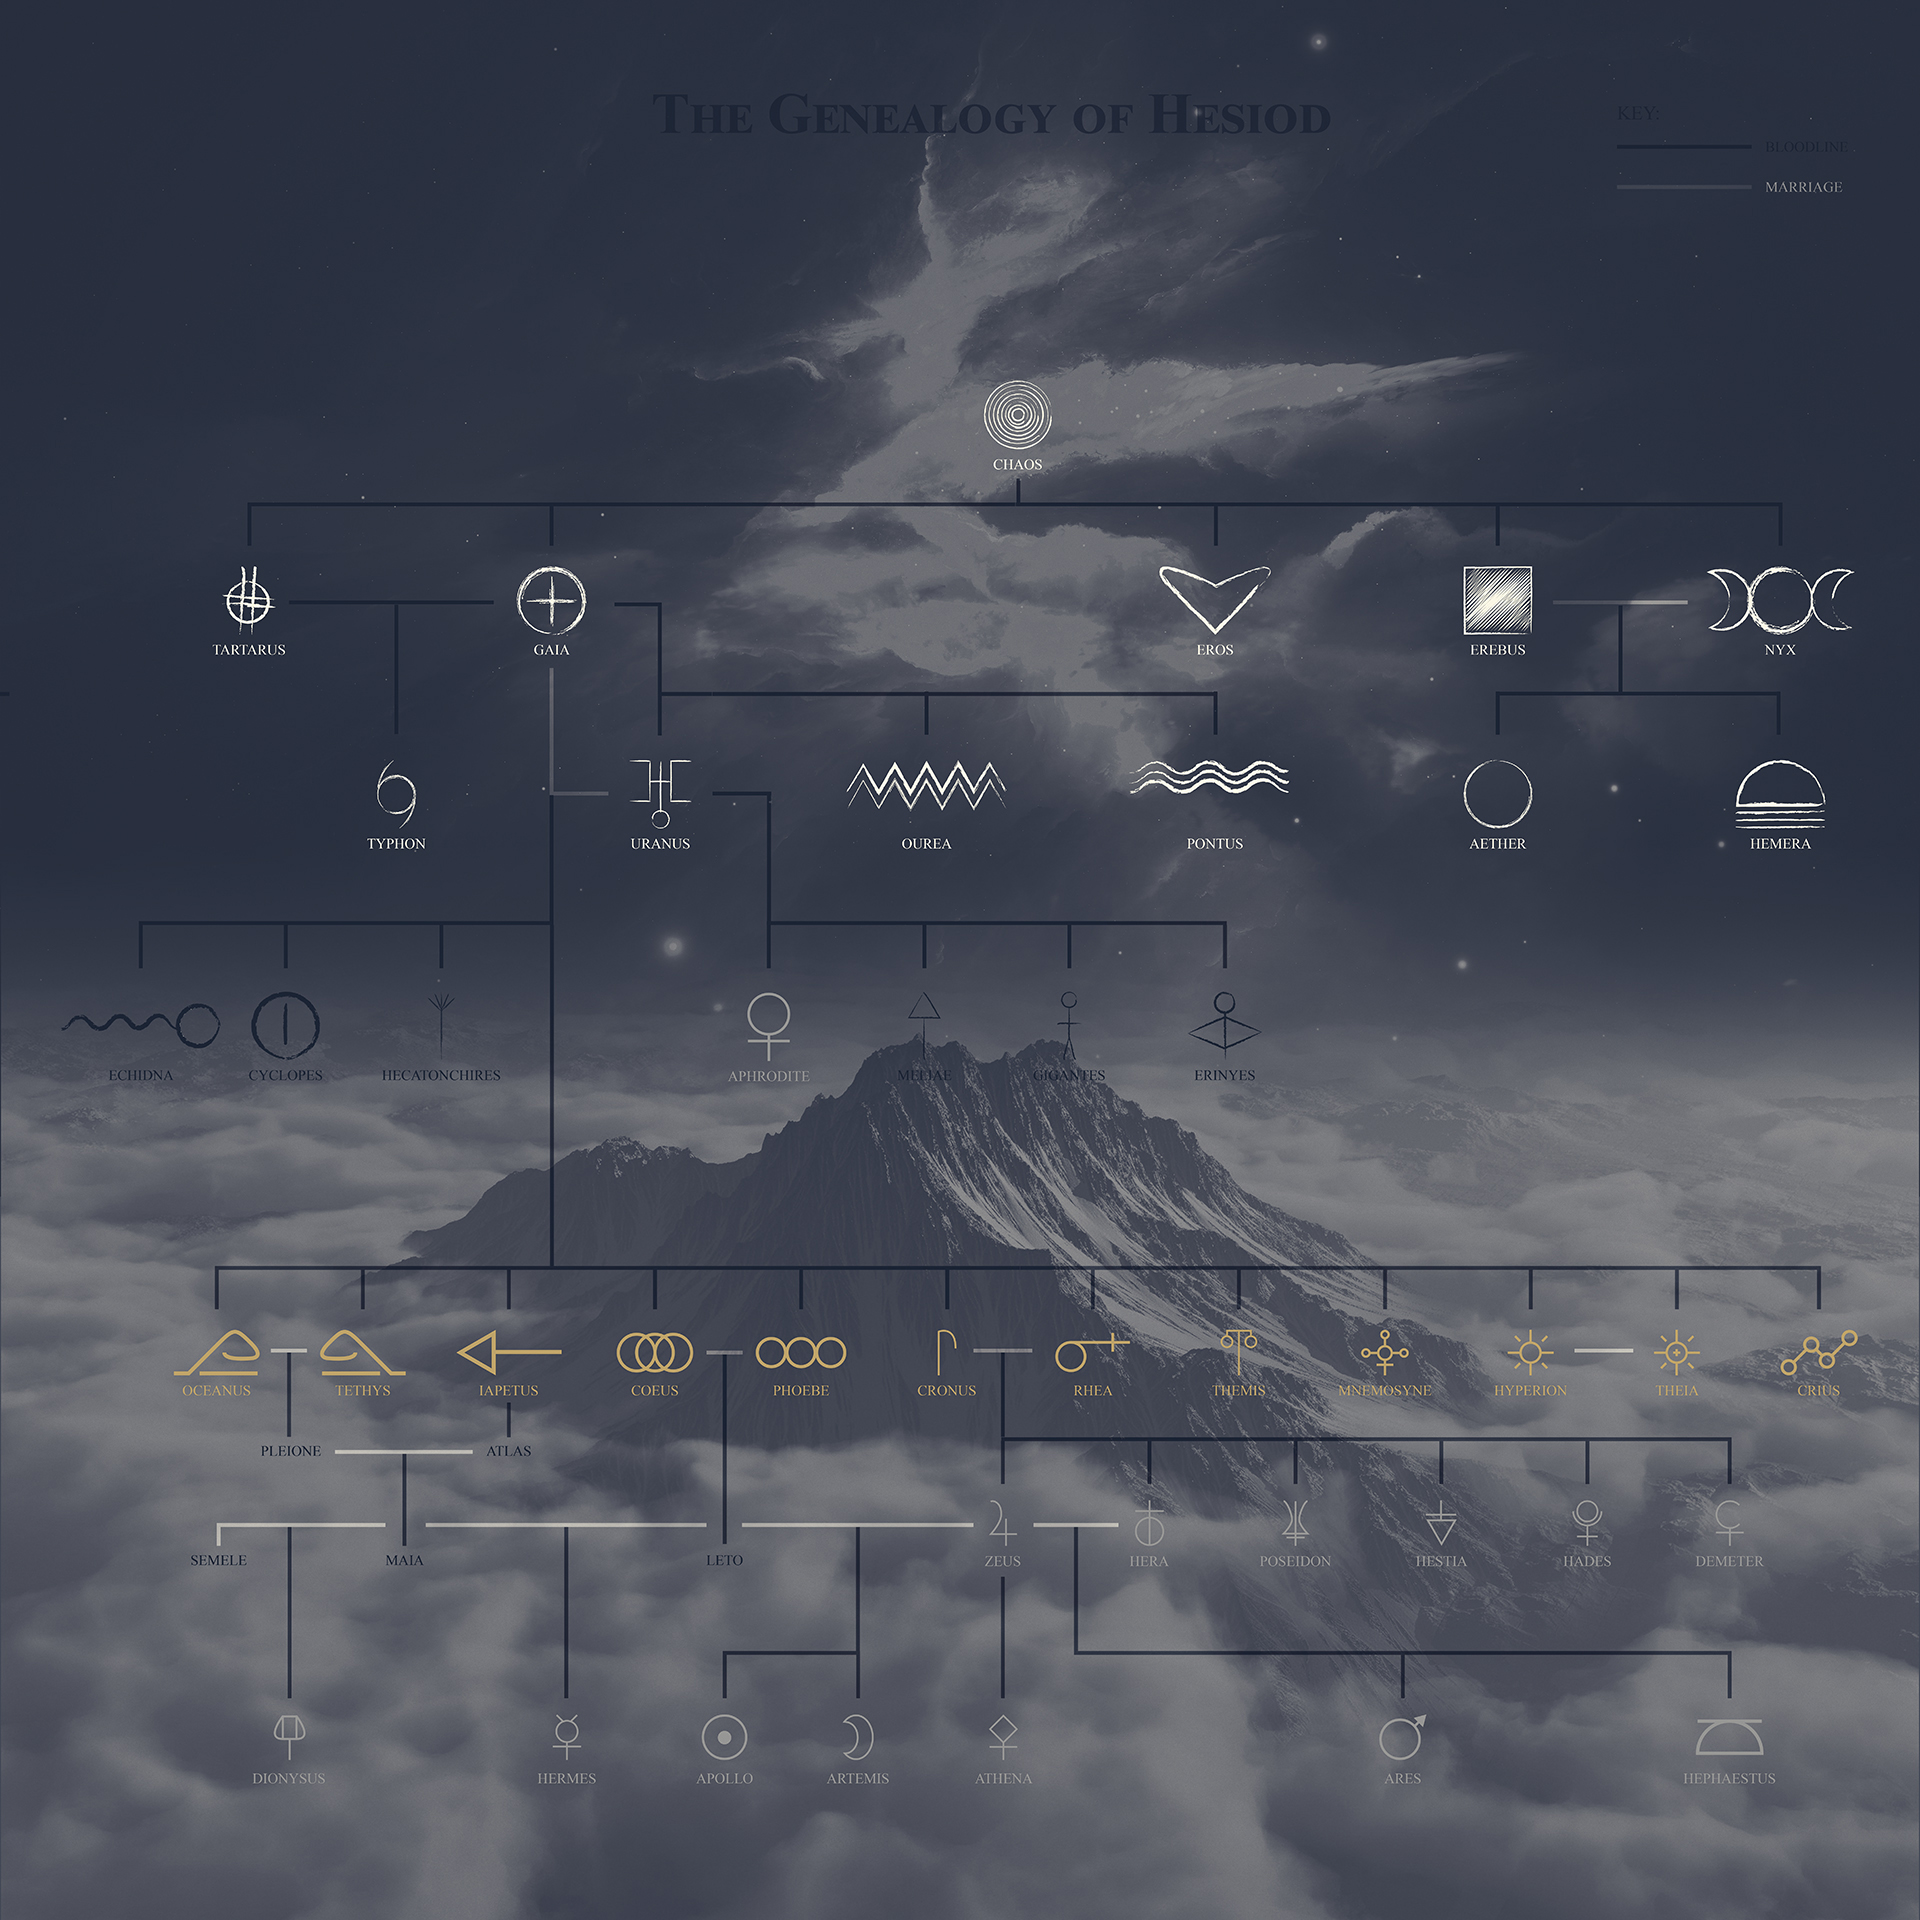 THE GENEALOGY OF HESIOD
KEY:
BLOODLINE
MARRIAGE
CHAOS
TARTARUS
GAIA
EROS
EREBUS
NYX
TYPHON
URANUS
OUREA
PONTUS
AETHER
HEMERA
ECHIDNA
CYCLOPES
HECATONCHIRES
APHRODITE
MELIAE
GIGANTES
ERINYES
OCEANUS
TETHYS
IAPETUS
COEUS
PHOEBE
CRONUS
RHEA
THEMIS
MNEMOSYNE
HYPERION
THEIA
CRIUS
PLEIONE
ATLAS
SEMELE
MAIA
LETO
ZEUS
HERA
POSEIDON
HESTIA
HADES
DEMETER
DIONYSUS
HERMES
APOLLO
ARTEMIS
ATHENA
ARES
HEPHAESTUS